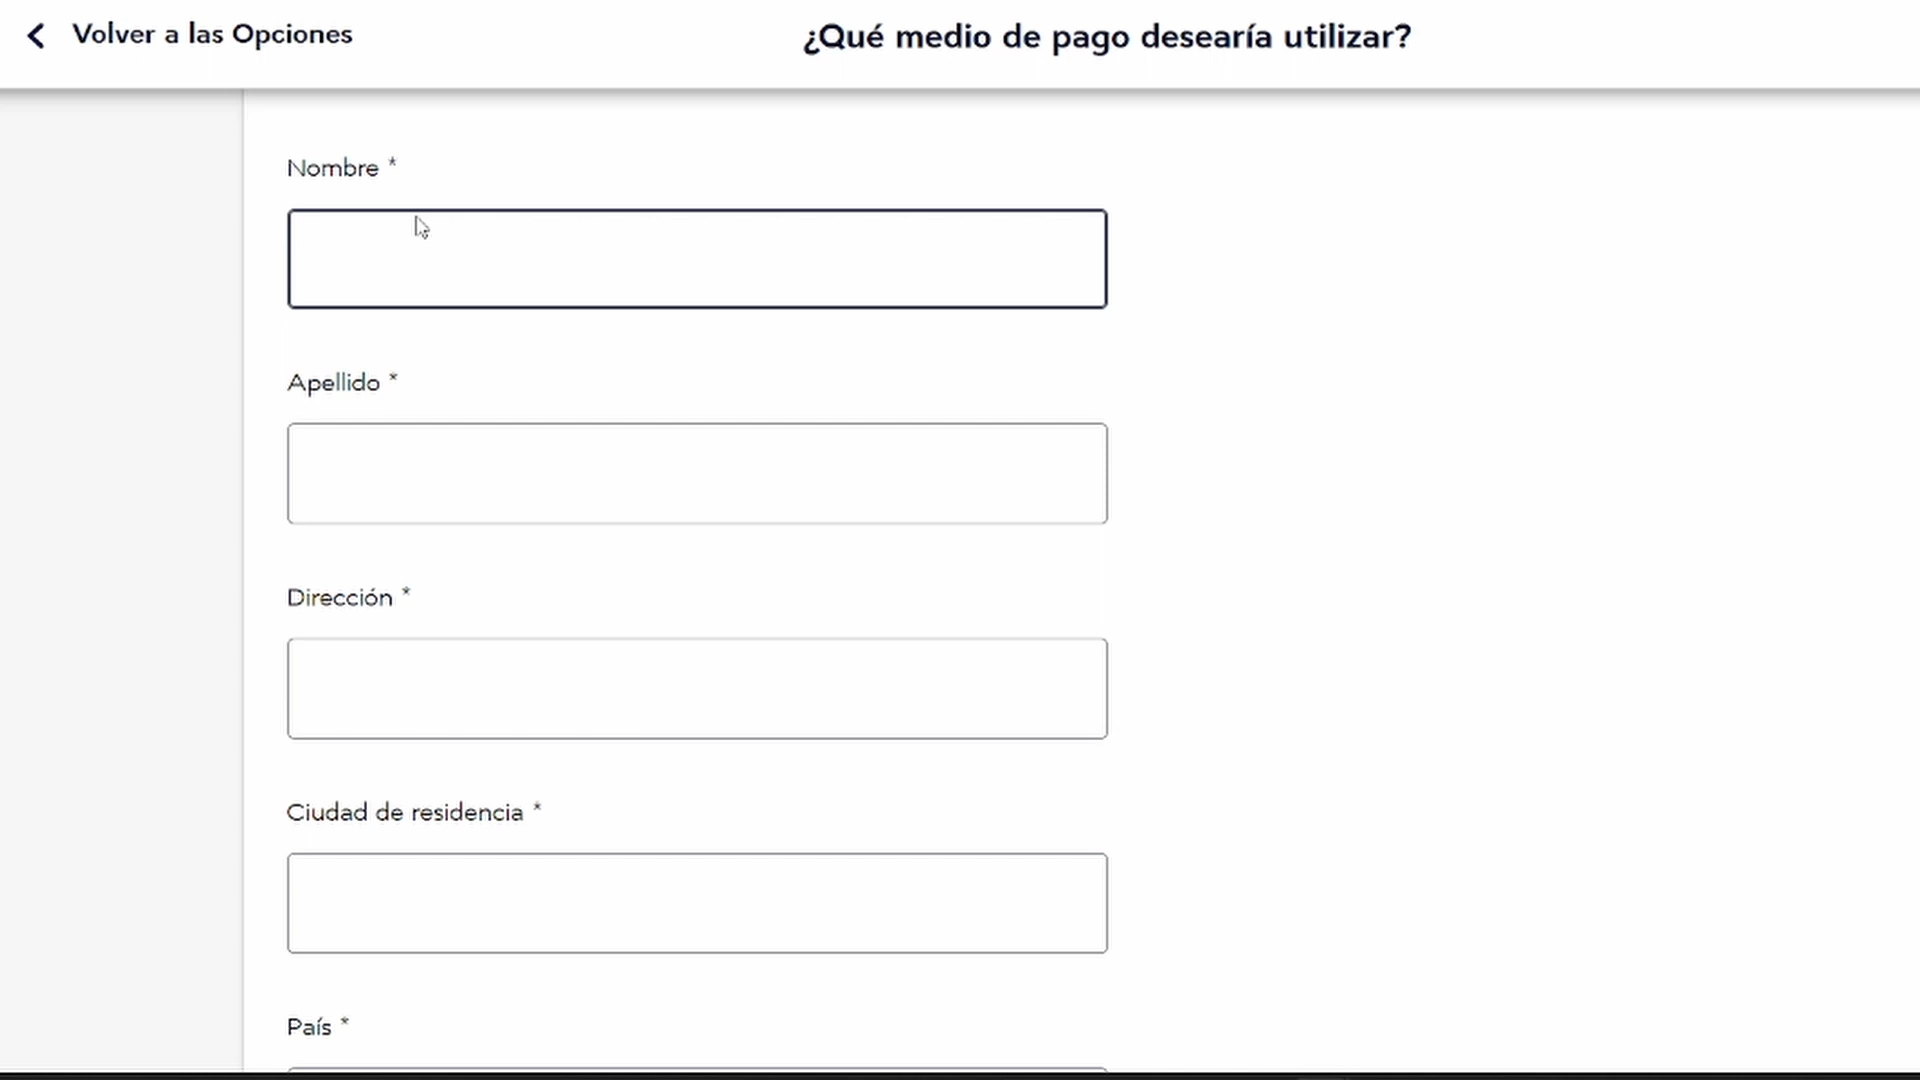 Volver a las Opciones
¿Qué medio de pago desearía utilizar?
Nombre *
Apellido *
Dirección *
Ciudad de residencia *
País *